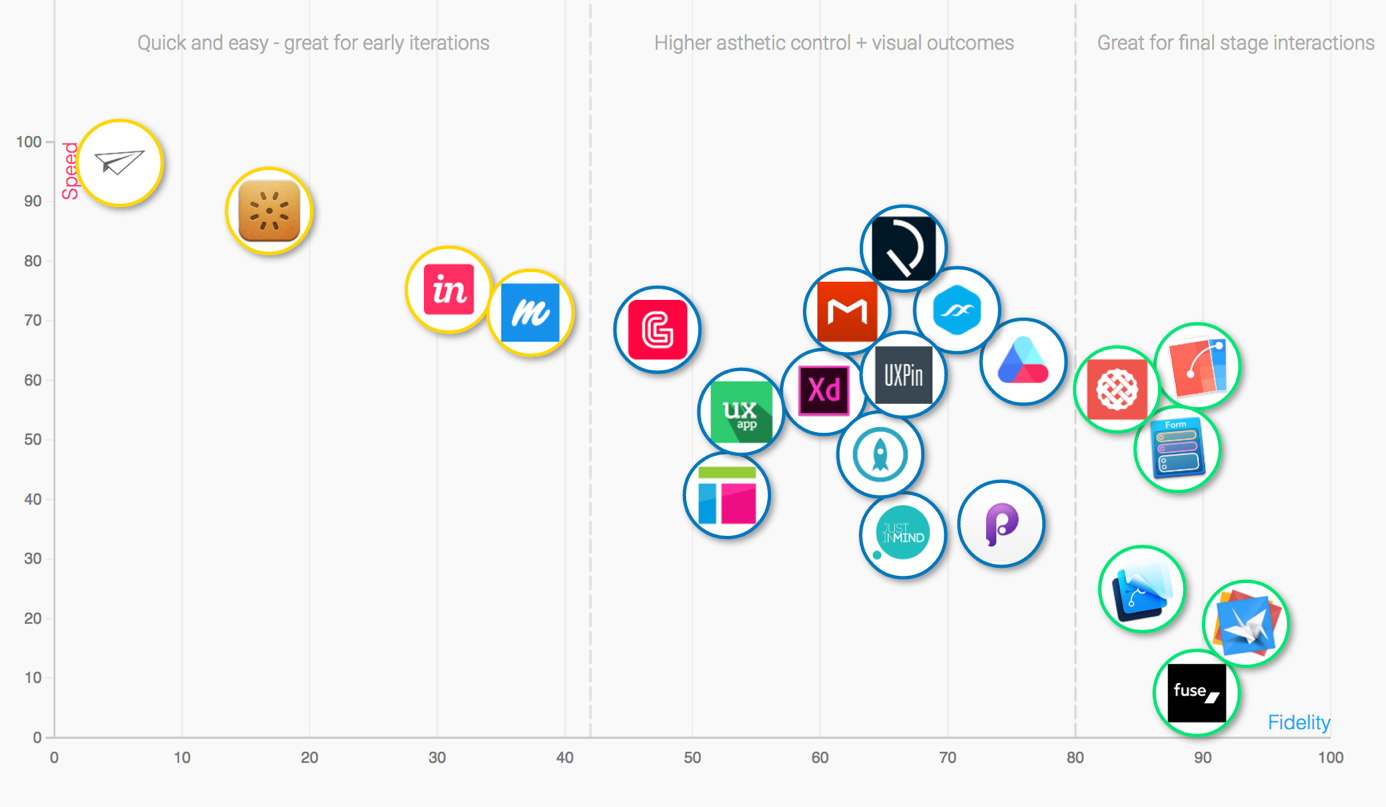 Quick and easy - great for early iterations
Higher asthetic control + visual outcomes
Great for final stage interactions
100
Speed
90
80
70
60
50
40
30
20
10
0
in
m
G
M
UXPin
Xd
ux
app
JUST
INMIND
P
Form
fuse
Fidelity
0
10
20
30
40
50
60
70
80
90
100